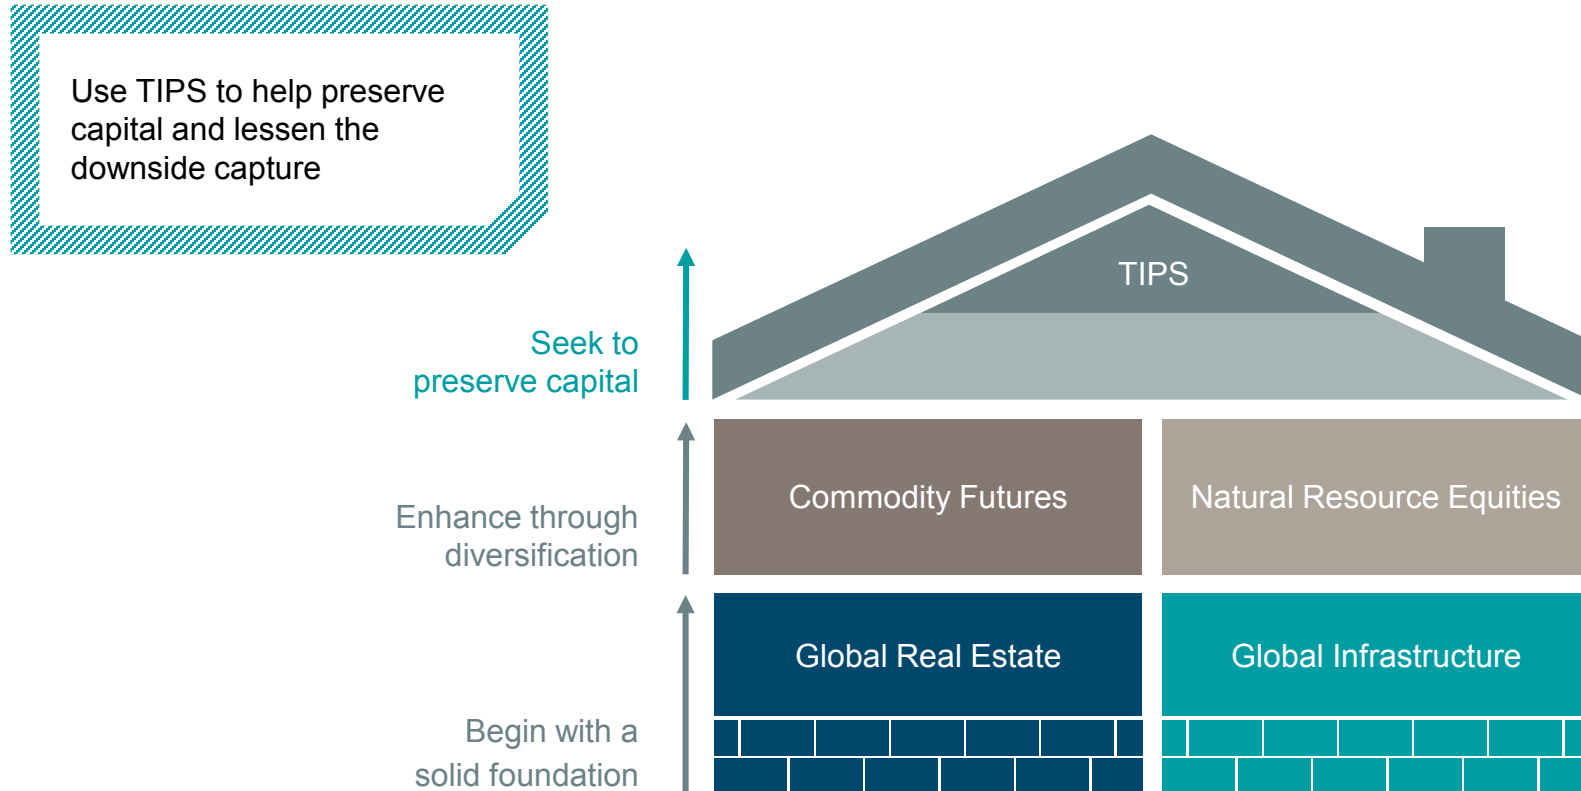 Use TIPS to help preserve
capital and lessen the
downside capture
TIPS
Seek to
preserve capital
Commodity Futures
Natural Resource Equities
Enhance through
diversification
Global Real Estate
Global Infrastructure
Begin with a
solid foundation